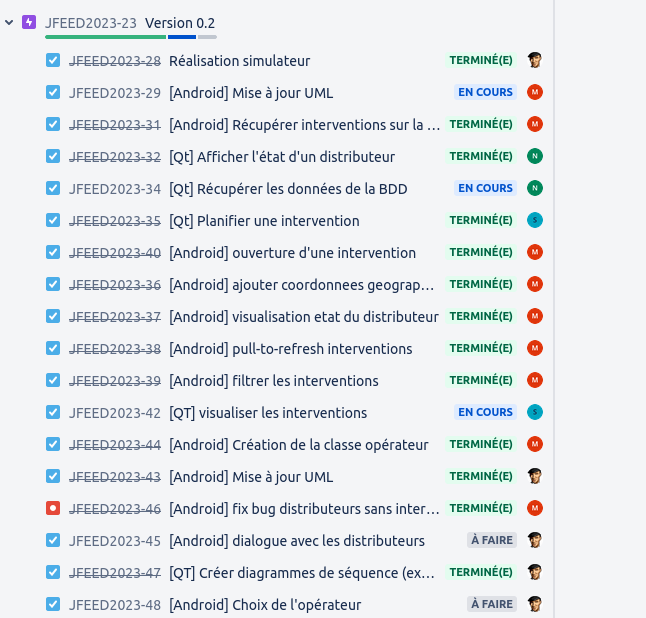 JFEED2023-23 Version 0.2
JFEED2023-28 Réalisation simulateur TERMINÉ(E)
JFEED2023-29 [Android] Mise à jour UML EN COURS M
JFEED2023-31 [Android] Récupérer interventions sur la ... TERMINÉ(E) M
JFEED2023-32 [Qt] Afficher l'état d'un distributeur TERMINÉ(E) N
JFEED2023-34 [Qt] Récupérer les données de la BDD EN COURS N
JFEED2023-35 [Qt] Planifier une intervention TERMINÉ(E) S
JFEED2023-40 [Android] ouverture d'une intervention TERMINÉ(E) M
JFEED2023-36 [Android] ajouter coordonnees geograp... TERMINÉ(E) M
JFEED2023-37 [Android] visualisation etat du distributeur TERMINÉ(E) M
JFEED2023-38 [Android] pull-to-refresh interventions TERMINÉ(E) M
JFEED2023-39 [Android] filtrer les interventions TERMINÉ(E) M
JFEED2023-42 [QT] visualiser les interventions EN COURS S
JFEED2023-44 [Android] Création de la classe opérateur TERMINÉ(E) M
JFEED2023-43 [Android] Mise à jour UML TERMINÉ(E)
JFEED2023-46 [Android] fix bug distributeurs sans inter... TERMINÉ(E) M
JFEED2023-45 [Android] dialogue avec les distributeurs À FAIRE
JFEED2023-47 [QT] Créer diagrammes de séquence (ex... TERMINÉ(E)
JFEED2023-48 [Android] Choix de l'opérateur À FAIRE